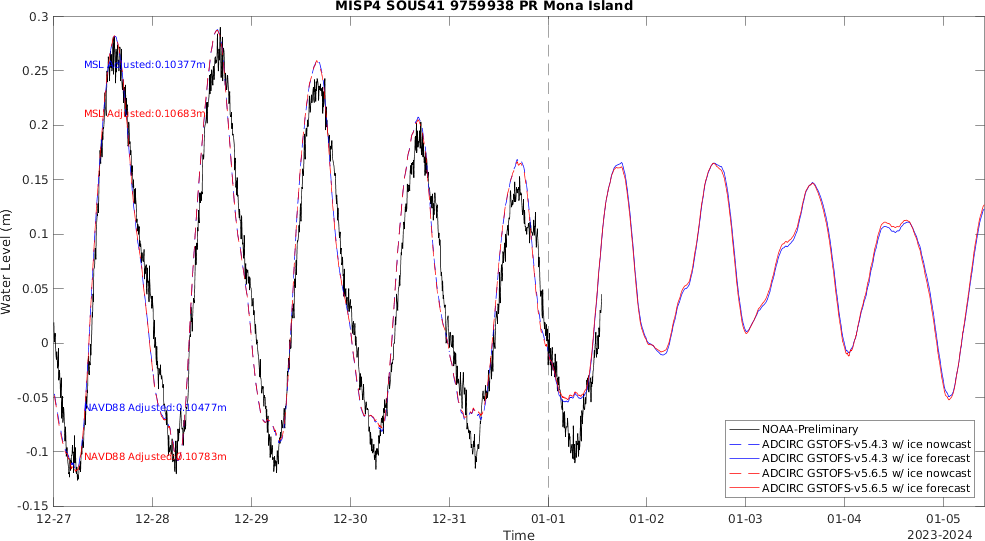 MISP4 SOUS41 9759938 PR Mona Island
0.3
0.25
0.2
0.15
0.1
0.05
0
-0.05
-0.1
-0.15
Water Level (m)
MSL Adjusted:0.10377m
MSL Adjusted:0.10683m
NAVD88 Adjusted:0.10477m
NAVD88 Adjusted:0.10783m
NOAA-Preliminary
ADCIRC GSTOFS-v5.4.3 w/ ice nowcast
ADCIRC GSTOFS-v5.4.3 w/ ice forecast
ADCIRC GSTOFS-v5.6.5 w/ ice nowcast
ADCIRC GSTOFS-v5.6.5 w/ ice forecast
12-27 12-28 12-29 12-30 12-31 01-01 01-02 01-03 01-04 01-05
Time
2023-2024